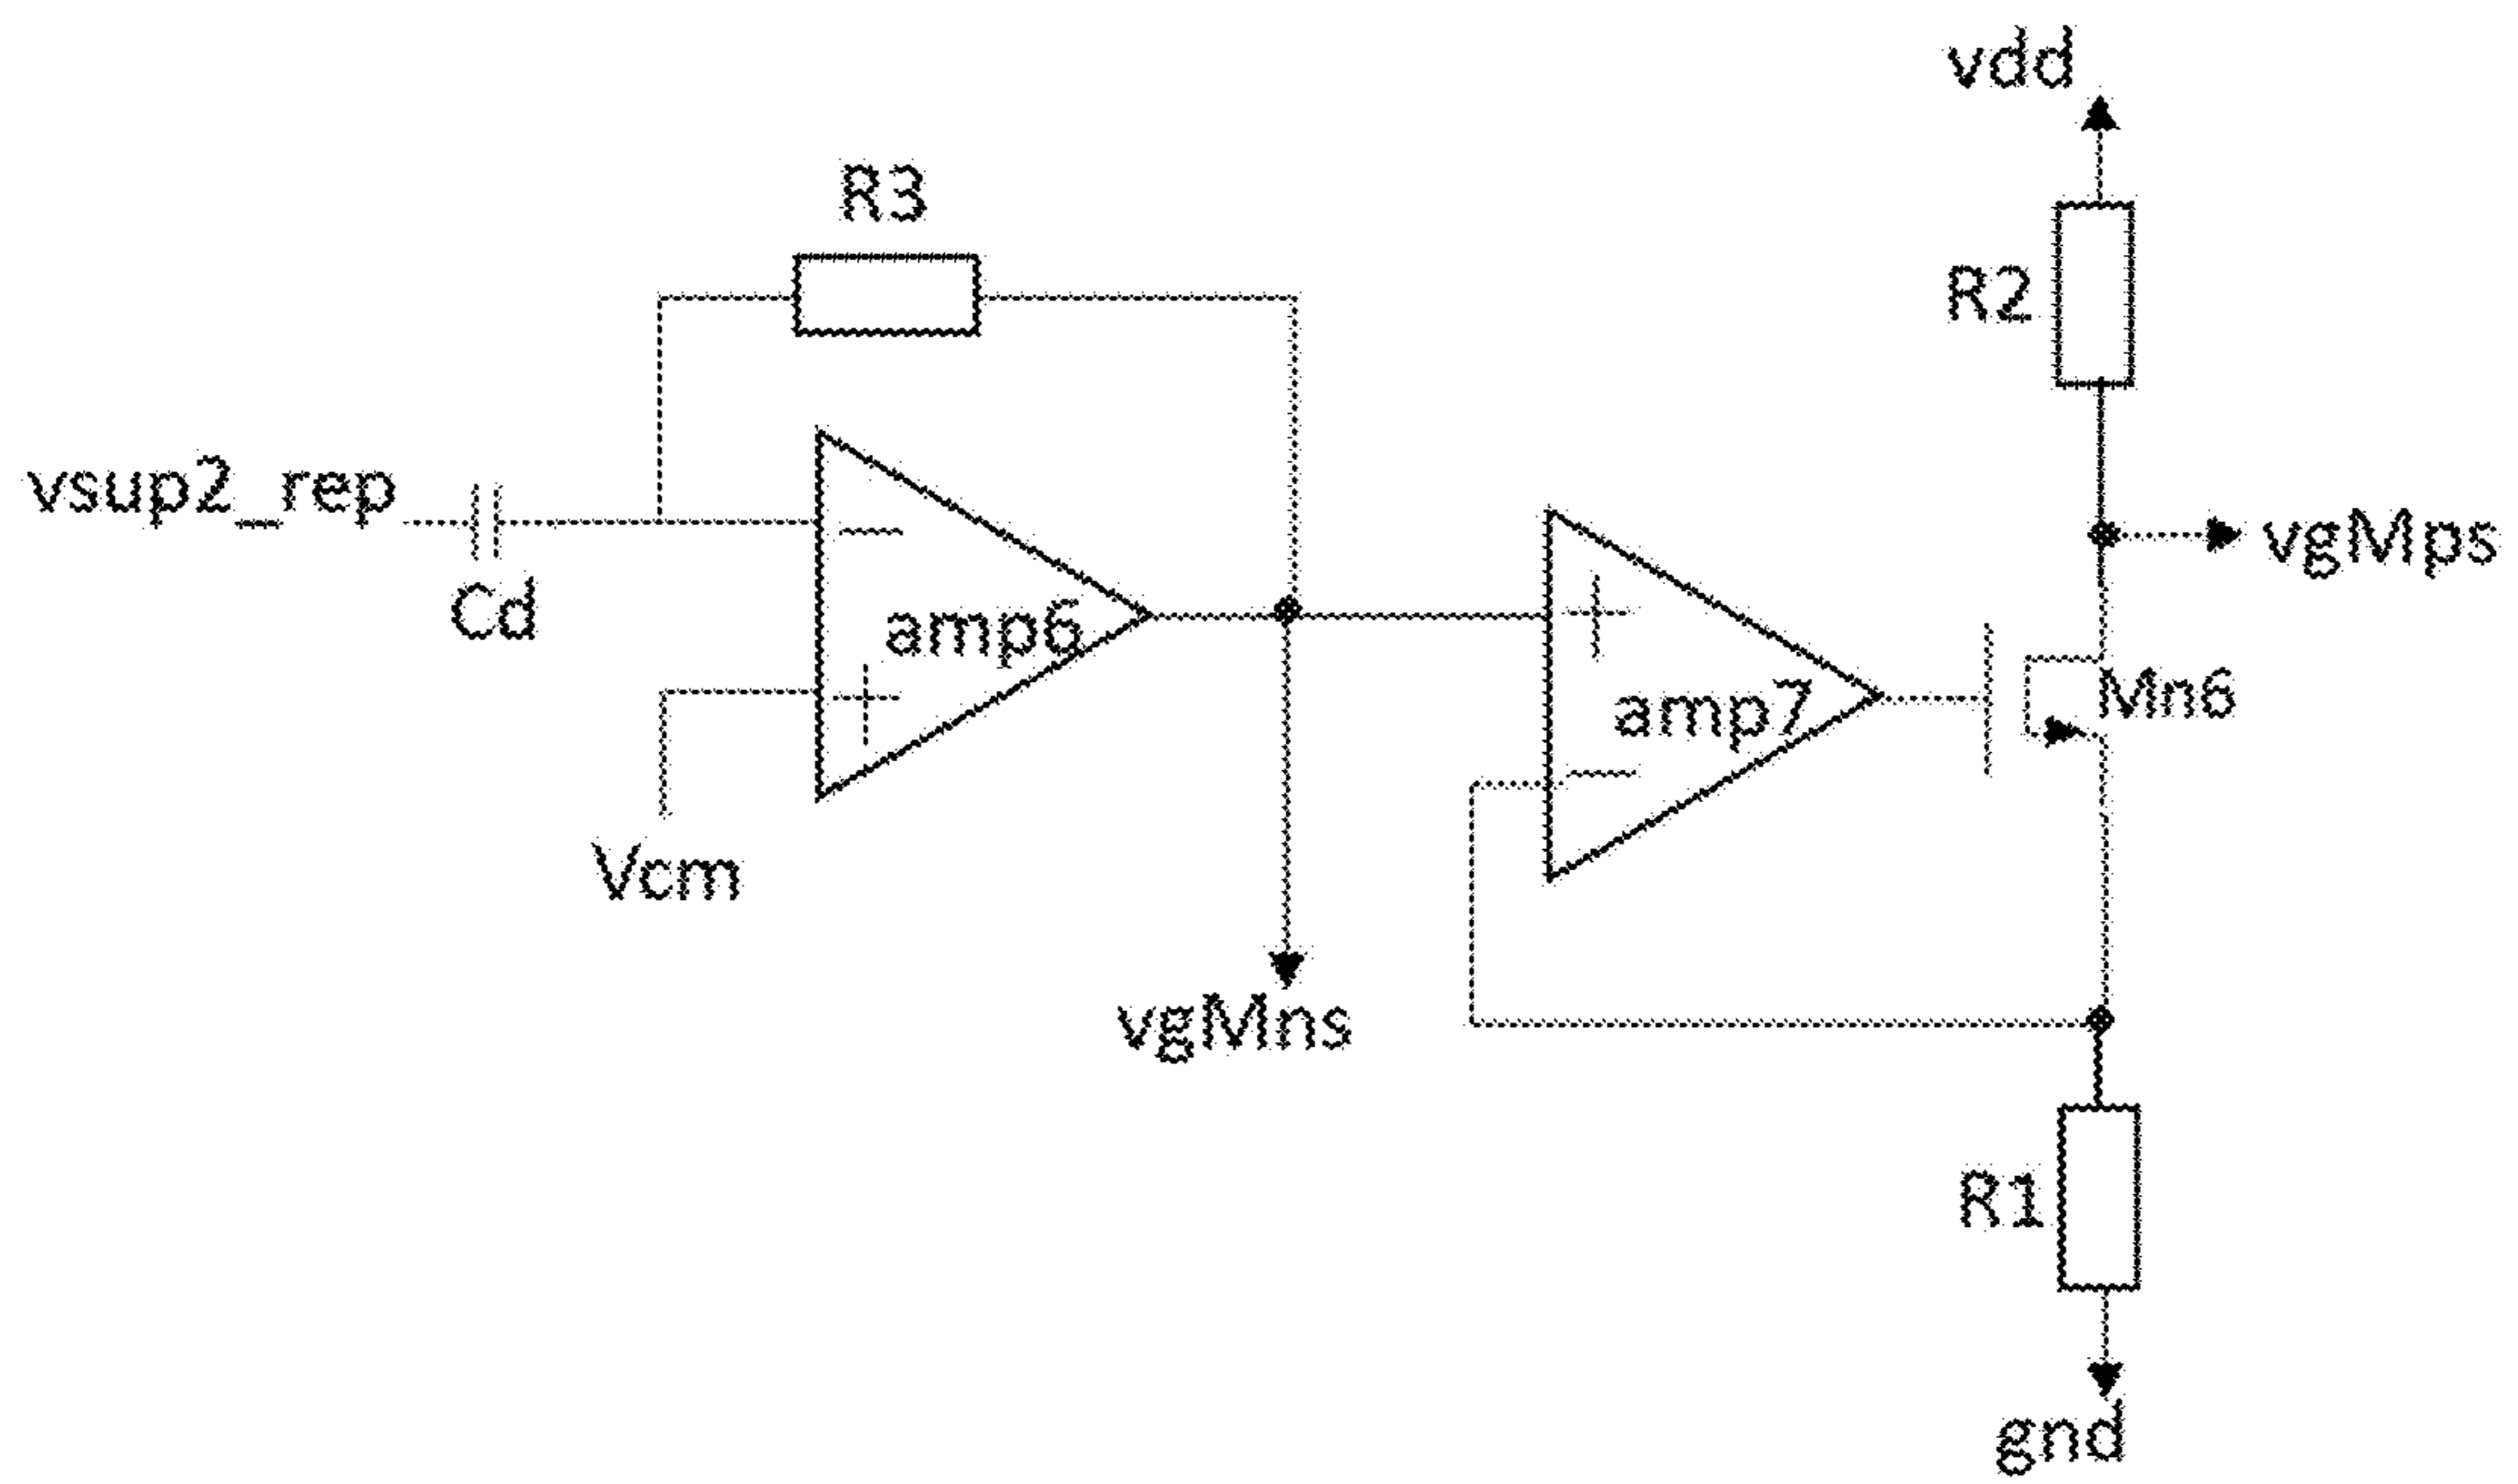 vdd
R3
R2
vsup2_rep
vgMps
Cd
amp6
Mn6
amp7
Vcm
vgMns
R1
gnd